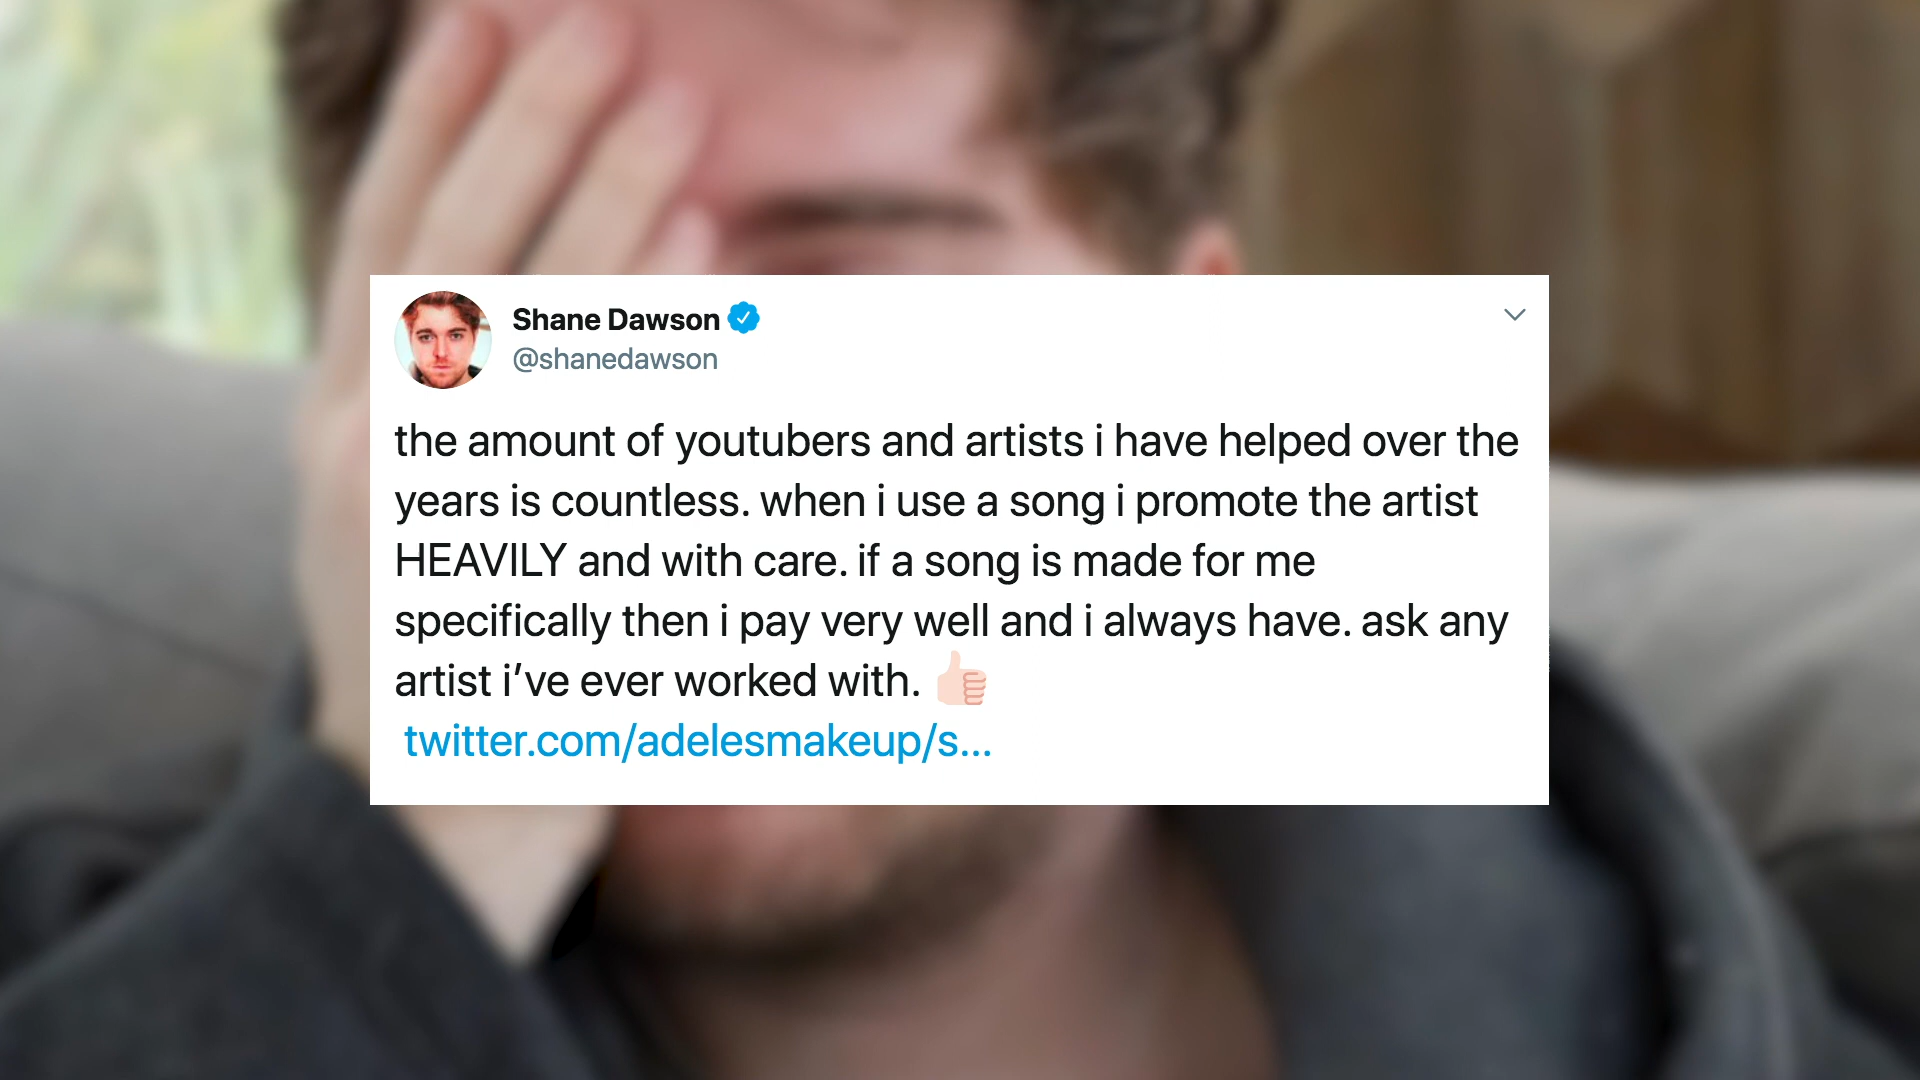 Shane Dawson
@shanedawson
the amount of youtubers and artists i have helped over the
years is countless. when i use a song i promote the artist
HEAVILY and with care. if a song is made for me
specifically then i pay very well and i always have. ask any
artist i’ve ever worked with. 👍🏻
twitter.com/adelesmakeup/s...